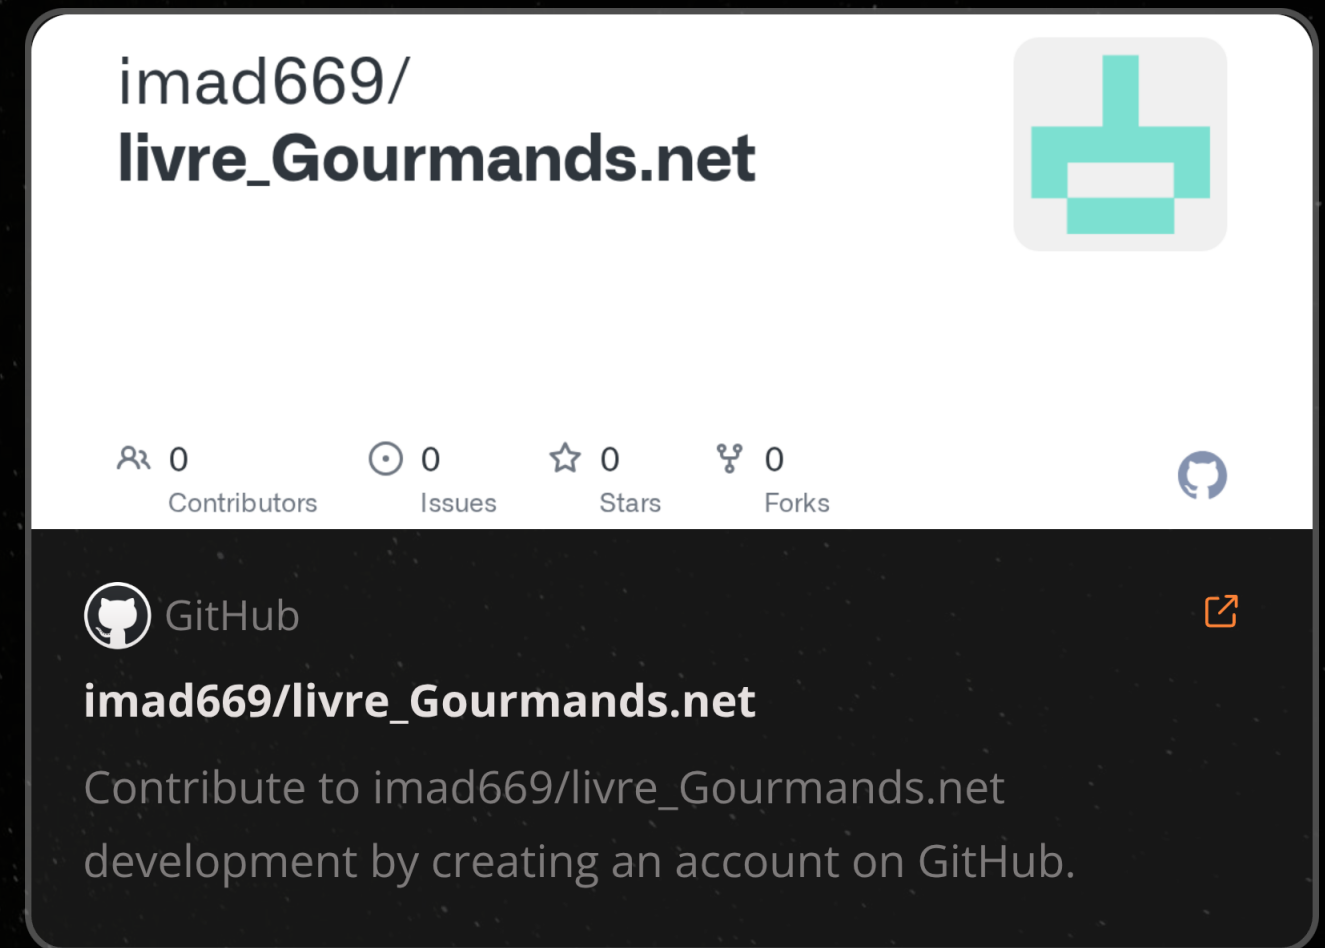 imad669/
livre_Gourmands.net
0 0 0 0
Contributors Issues Stars Forks
GitHub
imad669/livre_Gourmands.net
Contribute to imad669/livre_Gourmands.net
development by creating an account on GitHub.